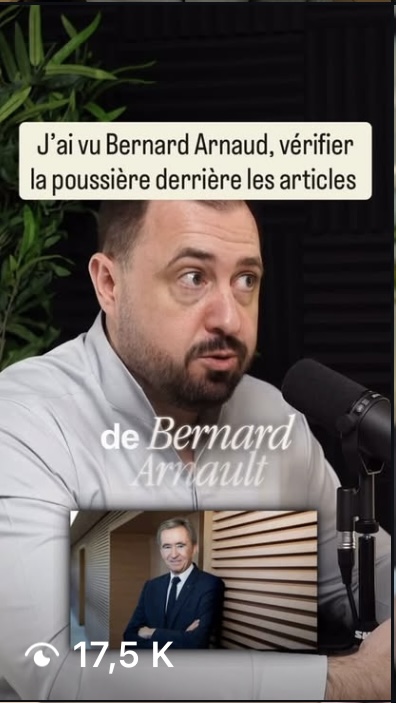 J’ai vu Bernard Arnaud, vérifier
la poussière derrière les articles
de Bernard
Arnault
17,5 K